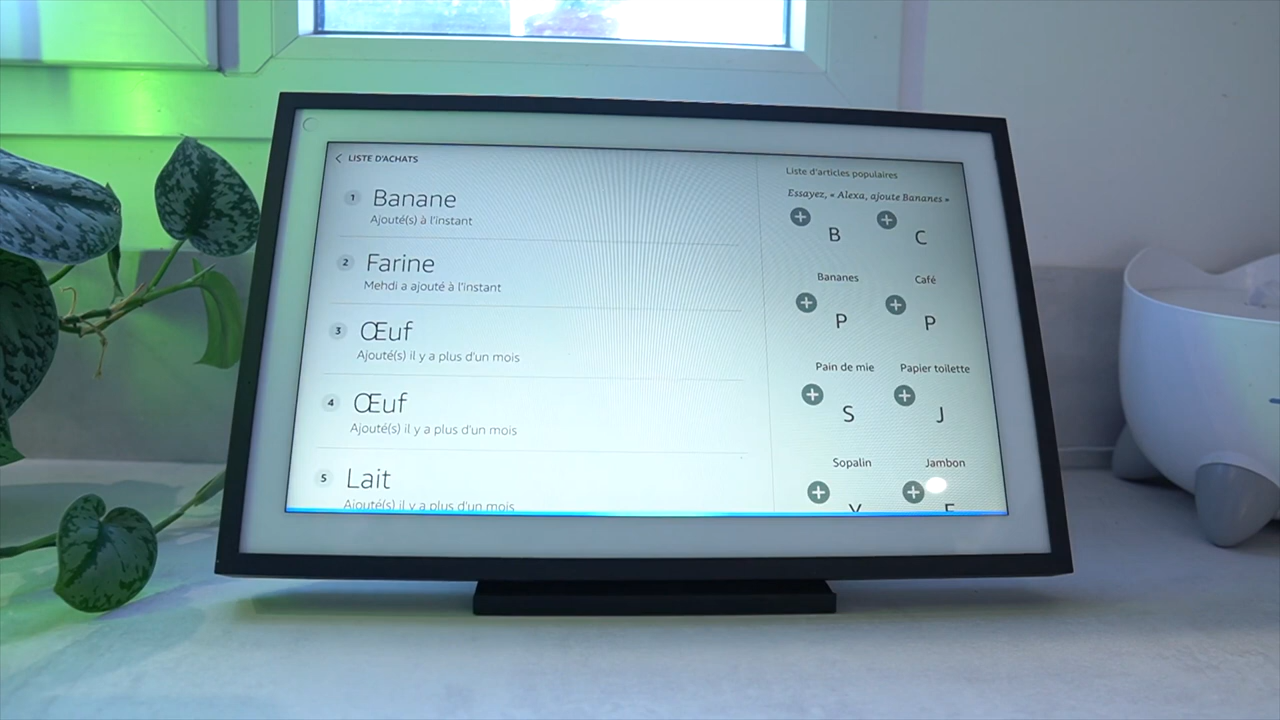 LISTE D'ACHATS
1 Banane
Ajouté(s) à l'instant
2 Farine
Mehdi a ajouté à l'instant
3 Œuf
Ajouté(s) il y a plus d'un mois
4 Œuf
Ajouté(s) il y a plus d'un mois
5 Lait
Ajouté(s) il y a plus d'un mois
Liste d'articles populaires
Essayez, « Alexa, ajoute Bananes »
B C
Bananes Café
P P
Pain de mie Papier toilette
S J
Sopalin Jambon